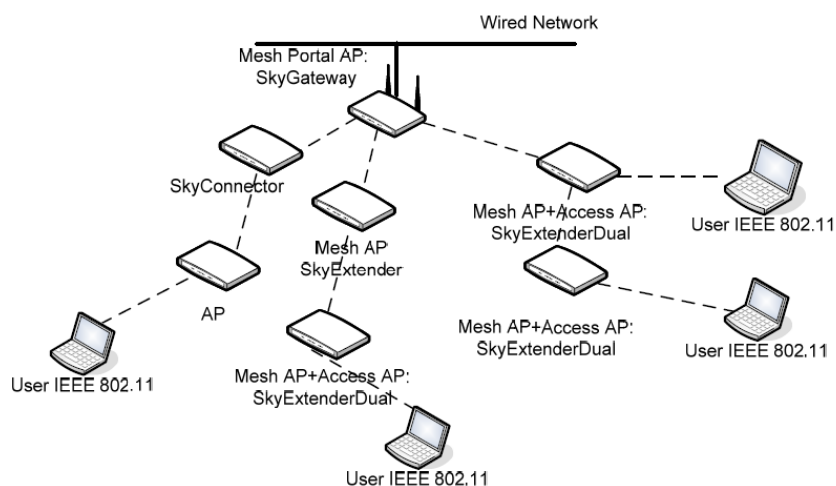 Wired Network
Mesh Portal AP:
SkyGateway
SkyConnector
Mesh AP
SkyExtender
Mesh AP+Access AP:
SkyExtenderDual
User IEEE 802.11
AP
Mesh AP+Access AP:
SkyExtenderDual
User IEEE 802.11
User IEEE 802.11
Mesh AP+Access AP:
SkyExtenderDual
User IEEE 802.11